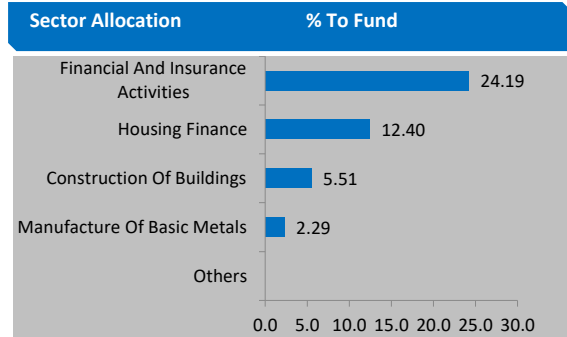 Sector Allocation % To Fund
Financial And Insurance
Activities
24.19
Housing Finance 12.40
Construction Of Buildings 5.51
Manufacture Of Basic Metals 2.29
Others
0.0 5.0 10.0 15.0 20.0 25.0 30.0